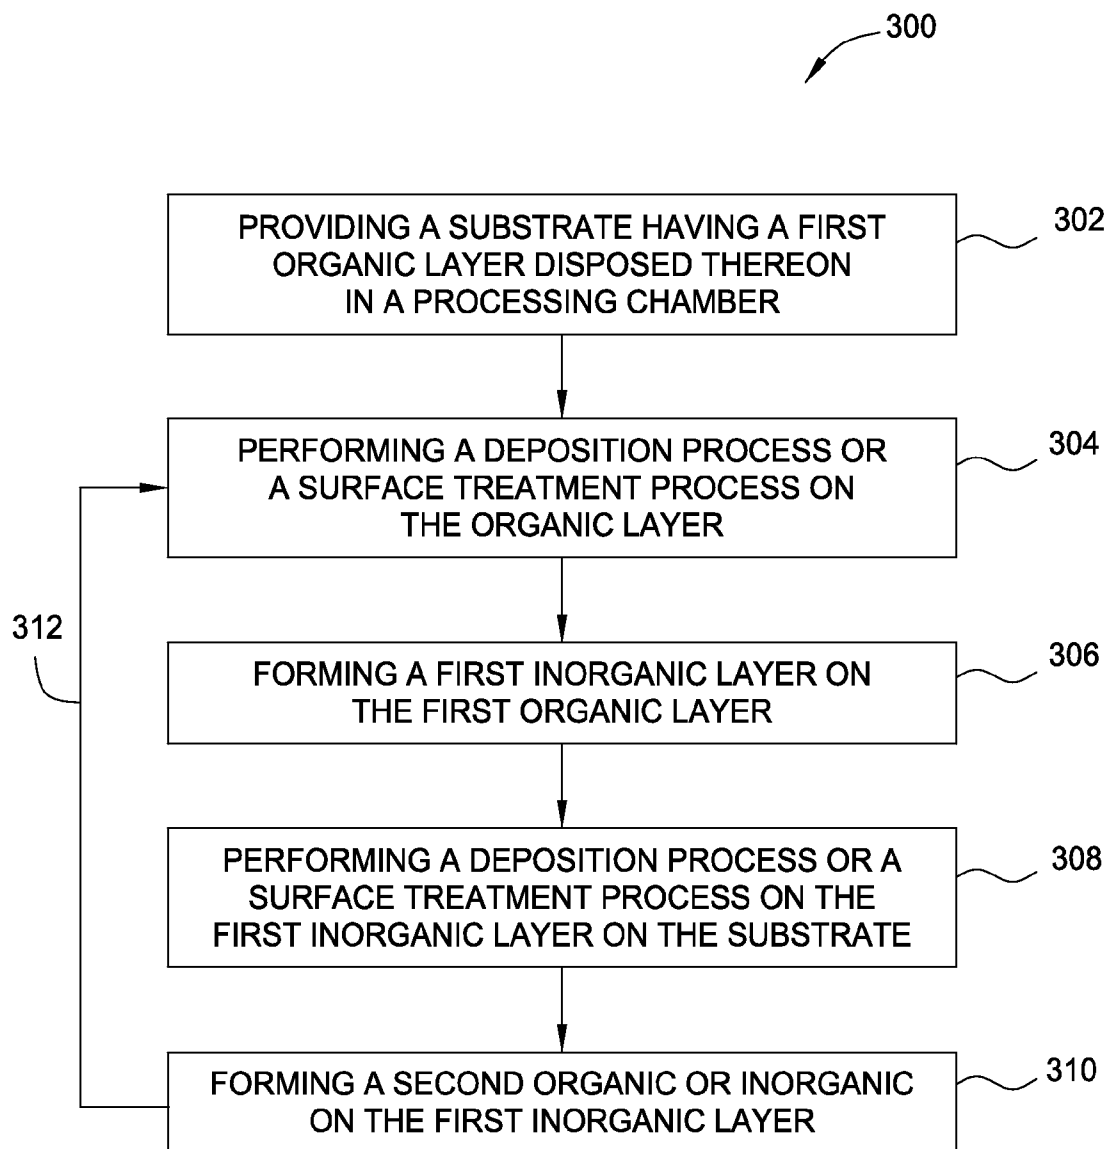 300
PROVIDING A SUBSTRATE HAVING A FIRST
ORGANIC LAYER DISPOSED THEREON
IN A PROCESSING CHAMBER
302
PERFORMING A DEPOSITION PROCESS OR
A SURFACE TREATMENT PROCESS ON
THE ORGANIC LAYER
304
312
FORMING A FIRST INORGANIC LAYER ON
THE FIRST ORGANIC LAYER
306
PERFORMING A DEPOSITION PROCESS OR A
SURFACE TREATMENT PROCESS ON THE
FIRST INORGANIC LAYER ON THE SUBSTRATE
308
FORMING A SECOND ORGANIC OR INORGANIC
ON THE FIRST INORGANIC LAYER
310